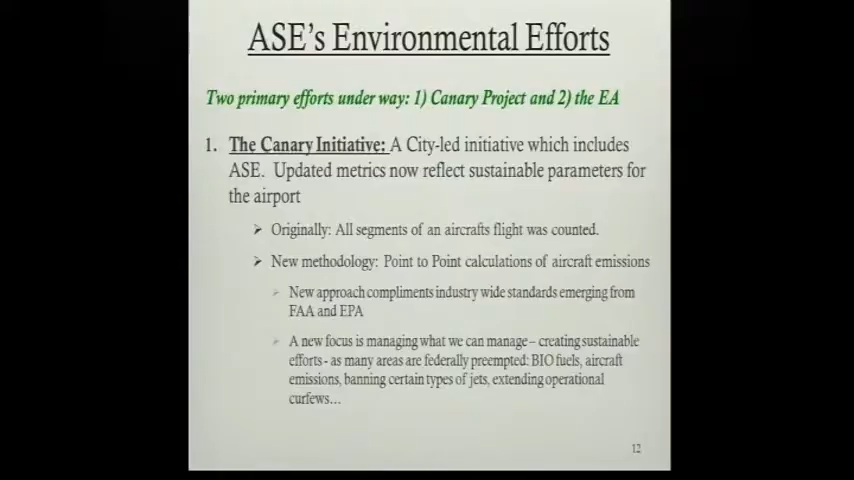 ASE's Environmental Efforts
Two primary efforts under way: 1) Canary Project and 2) the EA
1. The Canary Initiative: A City-led initiative which includes
ASE. Updated metrics now reflect sustainable parameters for
the airport
➢ Originally: All segments of an aircrafts flight was counted.
➢ New methodology: Point to Point calculations of aircraft emissions
➢ New approach compliments industry wide standards emerging from
FAA and EPA
➢ A new focus is managing what we can manage – creating sustainable
efforts - as many areas are federally preempted: BIO fuels, aircraft
emissions, banning certain types of jets, extending operational
curfews…
12